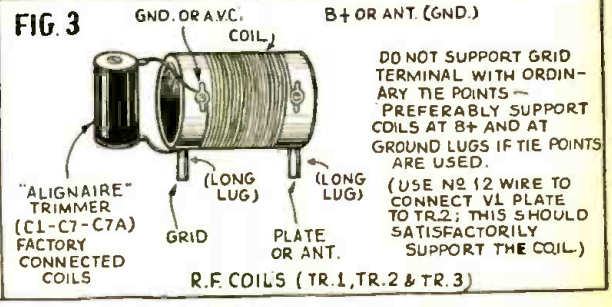 FIG. 3
GND. OR A.V.C.
B+ OR ANT. (GND.)
COIL
DO NOT SUPPORT GRID
TERMINAL WITH ORDIN-
ARY TIE POINTS –
PREFERABLY SUPPORT
COILS AT B+ AND AT
GROUND LUGS IF TIE POINTS
ARE USED.
(USE Nº 12 WIRE TO
CONNECT V1 PLATE
TO TR.2; THIS SHOULD
SATISFACTORILY
SUPPORT THE COIL.)
"ALIGNAIRE"
TRIMMER
(C1-C7-C7A)
FACTORY
CONNECTED
COILS
(LONG
LUG)
GRID
(LONG
LUG)
PLATE
OR ANT.
R.F. COILS (TR.1, TR.2 & TR.3)